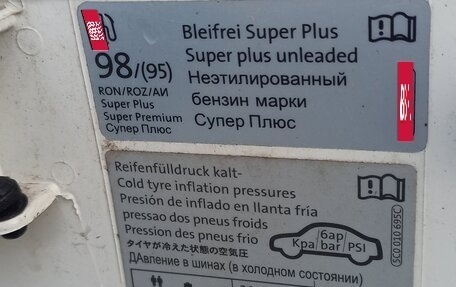 Bleifrei Super Plus
98/(95)
Super plus unleaded
Неэтилированный
RON/ROZ/АИ
бензин марки
Super Plus
Super Premium
Супер Плюс
Супер Плюс
Reifenfülldruck kalt-
Cold tyre inflation pressures
Presión de inflado en llanta fría
pressao dos pneus froids
Pression des pneus frio
タイヤが冷えた状態の空気圧
Kpa
6ap
bar
PSI
5C0 010 695C
ДАвление в шинах (в холодном состоянии)